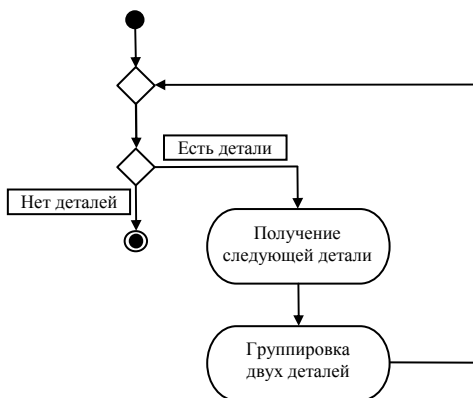 Есть детали
Нет деталей
Получение
следующей детали
Группировка
двух деталей